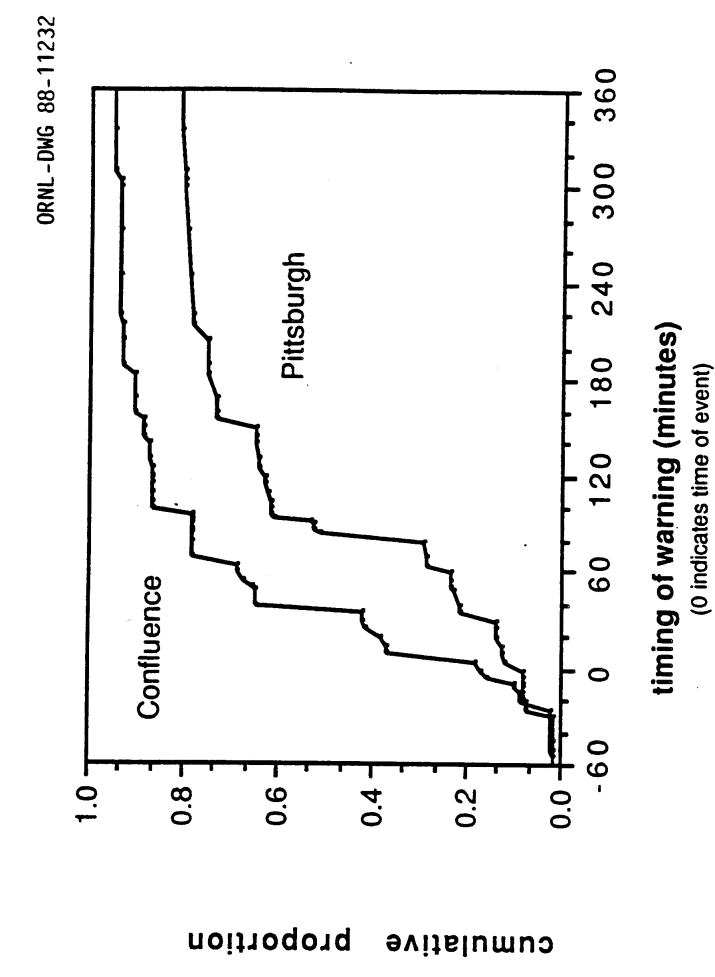 ORNL-DWG 88-11232
cumulative proportion
1.0
0.8
0.6
0.4
0.2
0.0
Confluence
Pittsburgh
-60 0 60 120 180 240 300 360
timing of warning (minutes)
(0 indicates time of event)